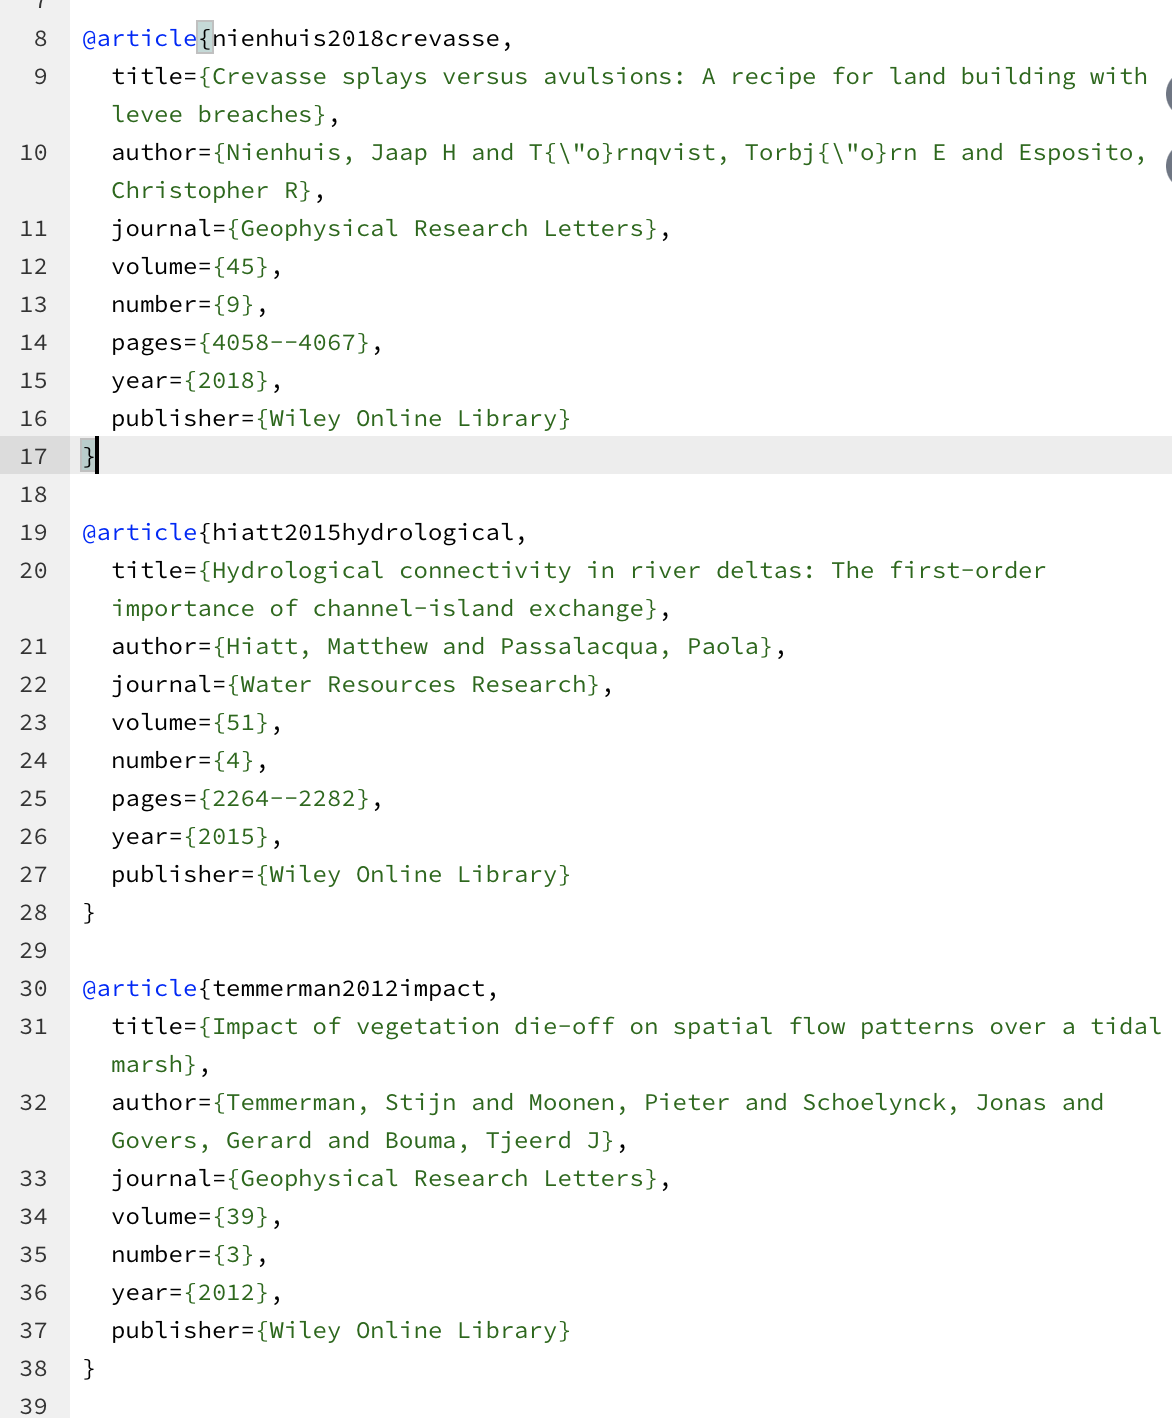 7
8 @article{nienhuis2018crevasse,
9 title={Crevasse splays versus avulsions: A recipe for land building with
levee breaches},
10 author={Nienhuis, Jaap H and T{\"o}rnqvist, Torbj{\"o}rn E and Esposito,
Christopher R},
11 journal={Geophysical Research Letters},
12 volume={45},
13 number={9},
14 pages={4058--4067},
15 year={2018},
16 publisher={Wiley Online Library}
17 }
18
19 @article{hiatt2015hydrological,
20 title={Hydrological connectivity in river deltas: The first-order
importance of channel-island exchange},
21 author={Hiatt, Matthew and Passalacqua, Paola},
22 journal={Water Resources Research},
23 volume={51},
24 number={4},
25 pages={2264--2282},
26 year={2015},
27 publisher={Wiley Online Library}
28 }
29
30 @article{temmerman2012impact,
31 title={Impact of vegetation die-off on spatial flow patterns over a tidal
marsh},
32 author={Temmerman, Stijn and Moonen, Pieter and Schoelynck, Jonas and
Govers, Gerard and Bouma, Tjeerd J},
33 journal={Geophysical Research Letters},
34 volume={39},
35 number={3},
36 year={2012},
37 publisher={Wiley Online Library}
38 }
39